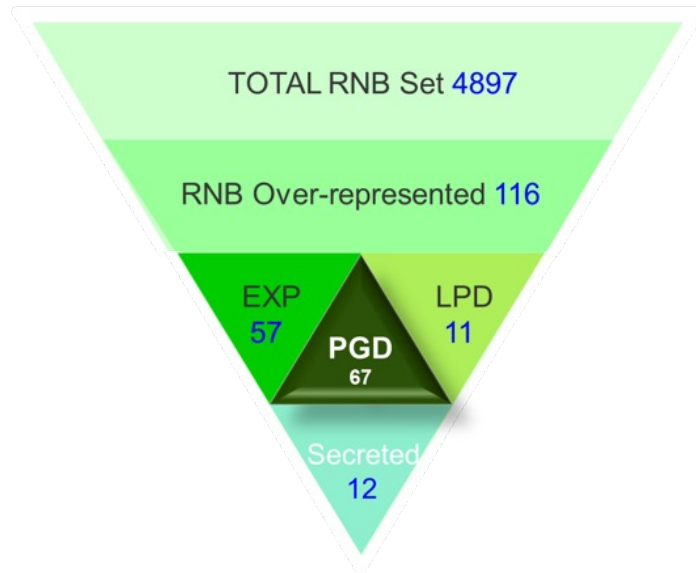 TOTAL RNB Set 4897
RNB Over-represented 116
EXP
57
LPD
11
PGD
67
Secreted
12